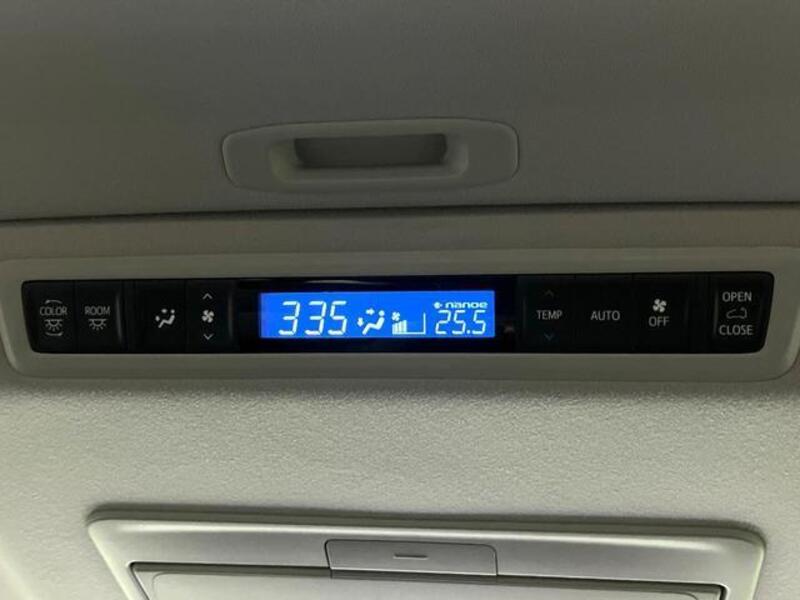 COLOR
ROOM
335
nanoe
25.5
TEMP
AUTO
OFF
OPEN
CLOSE